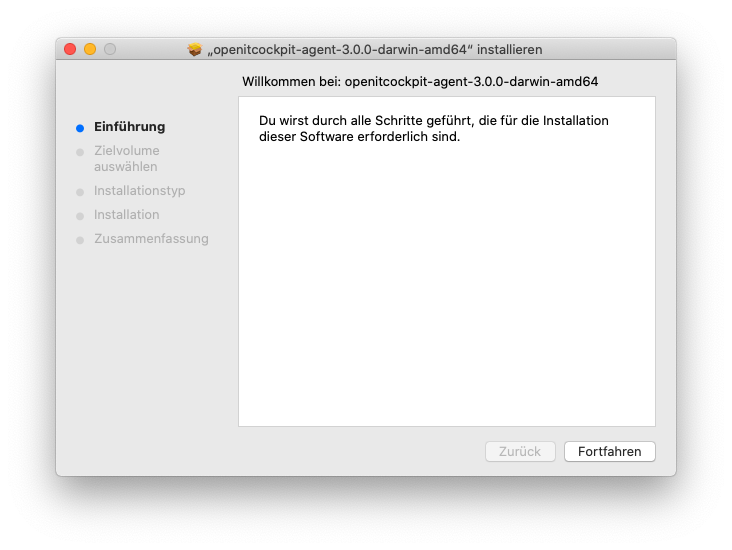 „openitcockpit-agent-3.0.0-darwin-amd64“ installieren
Willkommen bei: openitcockpit-agent-3.0.0-darwin-amd64
Einführung
Zielvolume
auswählen
Installationstyp
Installation
Zusammenfassung
Du wirst durch alle Schritte geführt, die für die Installation
dieser Software erforderlich sind.
Zurück
Fortfahren